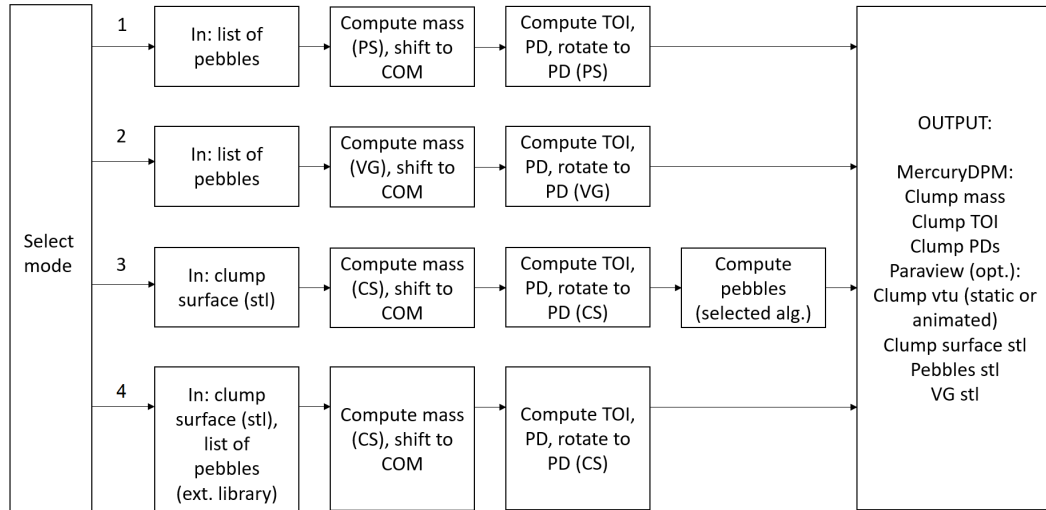 Select
mode
1
In: list of
pebbles
Compute mass
(PS), shift to
COM
Compute TOI,
PD, rotate to
PD (PS)
2
In: list of
pebbles
Compute mass
(VG), shift to
COM
Compute TOI,
PD, rotate to
PD (VG)
3
In: clump
surface (stl)
Compute mass
(CS), shift to
COM
Compute TOI,
PD, rotate to
PD (CS)
Compute
pebbles
(selected alg.)
4
In: clump
surface (stl),
list of
pebbles
(ext. library)
Compute mass
(CS), shift to
COM
Compute TOI,
PD, rotate to
PD (CS)
OUTPUT:
MercuryDPM:
Clump mass
Clump TOI
Clump PDs
Paraview (opt.):
Clump vtu (static or
animated)
Clump surface stl
Pebbles stl
VG stl